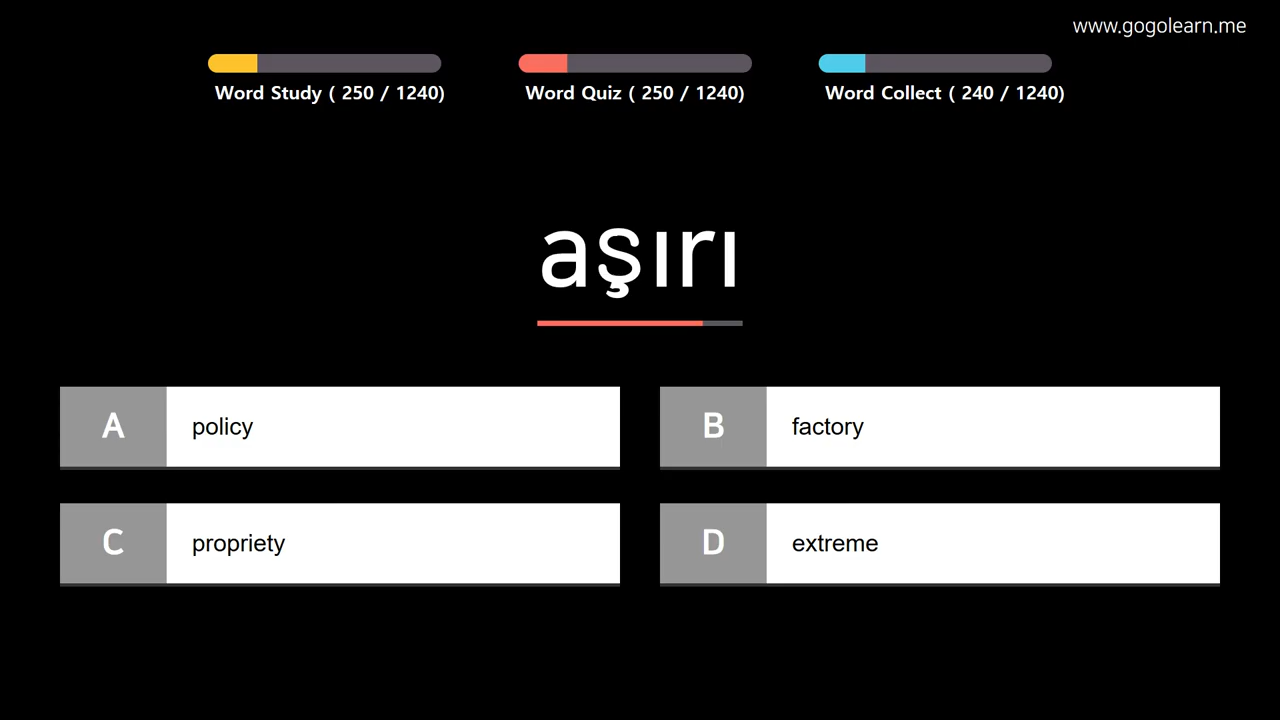 www.gogolearn.me
Word Study ( 250 / 1240)
Word Quiz ( 250 / 1240)
Word Collect ( 240 / 1240)
aşırı
A policy
B factory
C propriety
D extreme